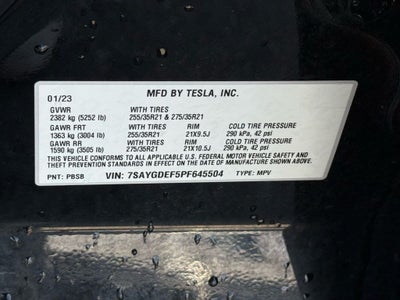 MFD BY TESLA, INC.
01/23
GVWR WITH TIRES
2382 kg (5252 lb) 255/35R21 & 275/35R21
GAWR FRT WITH TIRES RIM COLD TIRE PRESSURE
1363 kg (3004 lb) 255/35R21 21X9.5J 290 kPa, 42 psi
GAWR RR WITH TIRES RIM COLD TIRE PRESSURE
1590 kg (3505 lb) 275/35R21 21X10.5J 290 kPa, 42 psi
THIS VEHICLE CONFORMS TO ALL APPLICABLE U.S. FEDERAL MOTOR VEHICLE SAFETY AND
THEFT PREVENTION STANDARDS IN EFFECT ON THE DATE OF MANUFACTURE SHOWN ABOVE.
PNT: PBSB VIN: 7SAYGDEF5PF645504 TYPE: MPV